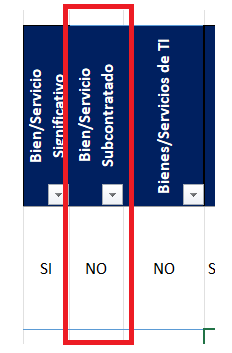 Bien/Servicio
Significativo
Bien/Servicio
Subcontratado
Bienes/Servicios de TI
SI
NO
NO
S